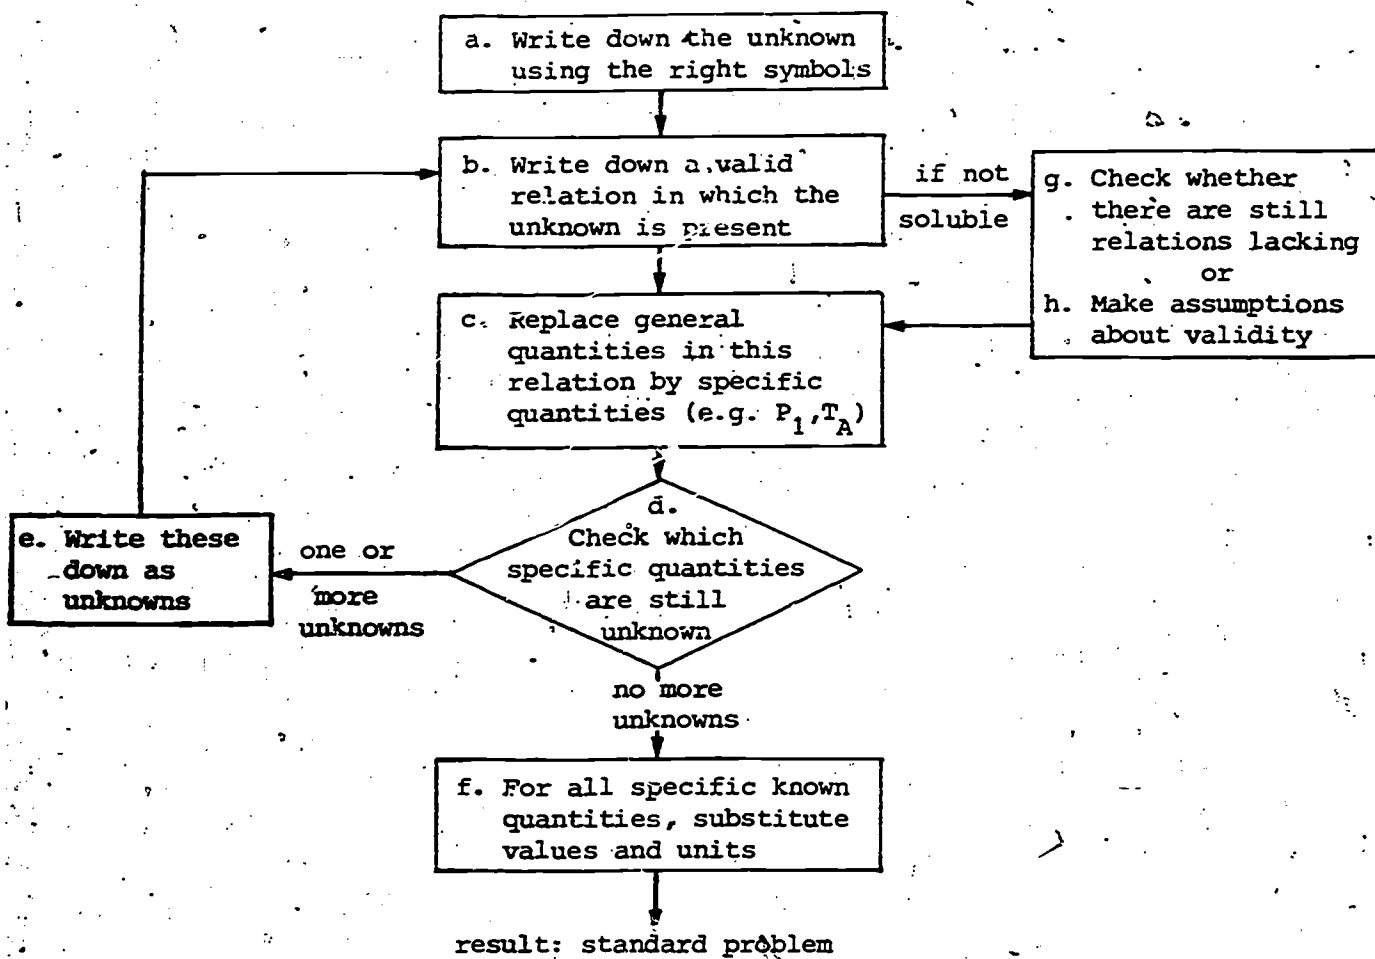 a. Write down the unknown
using the right symbols
b. Write down a valid
relation in which the
unknown is present
if not
soluble
g. Check whether
there are still
relations lacking
or
h. Make assumptions
about validity
c. Replace general
quantities in this
relation by specific
quantities (e.g. P₁,T_A)
d.
Check which
specific quantities
are still
unknown
one or
more
unknowns
e. Write these
down as
unknowns
no more
unknowns
f. For all specific known
quantities, substitute
values and units
result: standard problem